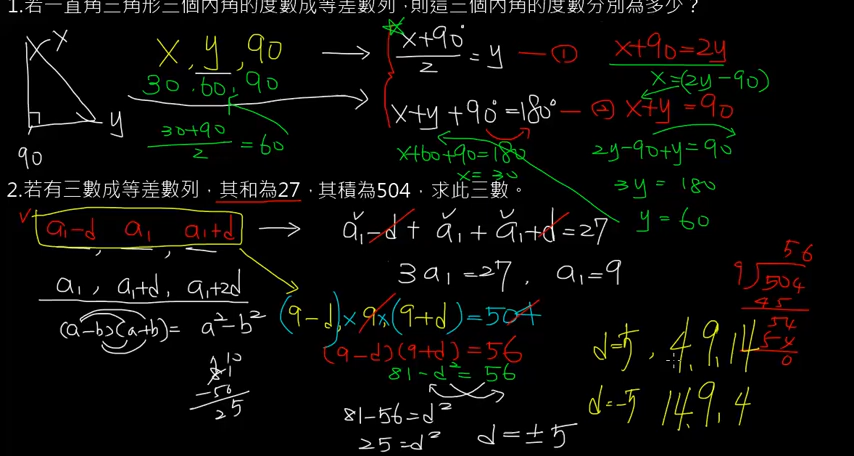 1.若一直角三角形三個內角的度數成等差數列，則這三個內角的度數分別為多少？
x y
90
x, y, 90
30.60.90
30+90/2 = 60
x+90°/2 = y — ①
x+y+90°=180° — ②
x+60+90=180
x=30
x+90=2y
x=(2y-90)
x+y=90
2y-90+y=90
3y=180
y=60
2.若有三數成等差數列，其和為27，其積為504，求此三數。
a₁-d a₁ a₁+d
a₁-d+a₁+a₁+d=27
a₁, a₁+d, a₁+2d
3a₁=27, a₁=9
(a-b)(a+b)=a²-b²
(9-d)×9×(9+d)=504
(9-d)(9+d)=56
81-d²=56
81-56=d²
25=d²
d=±5
56
9 504
45
54
54
0
d=5, 4,9,14
d=-5 14,9,4